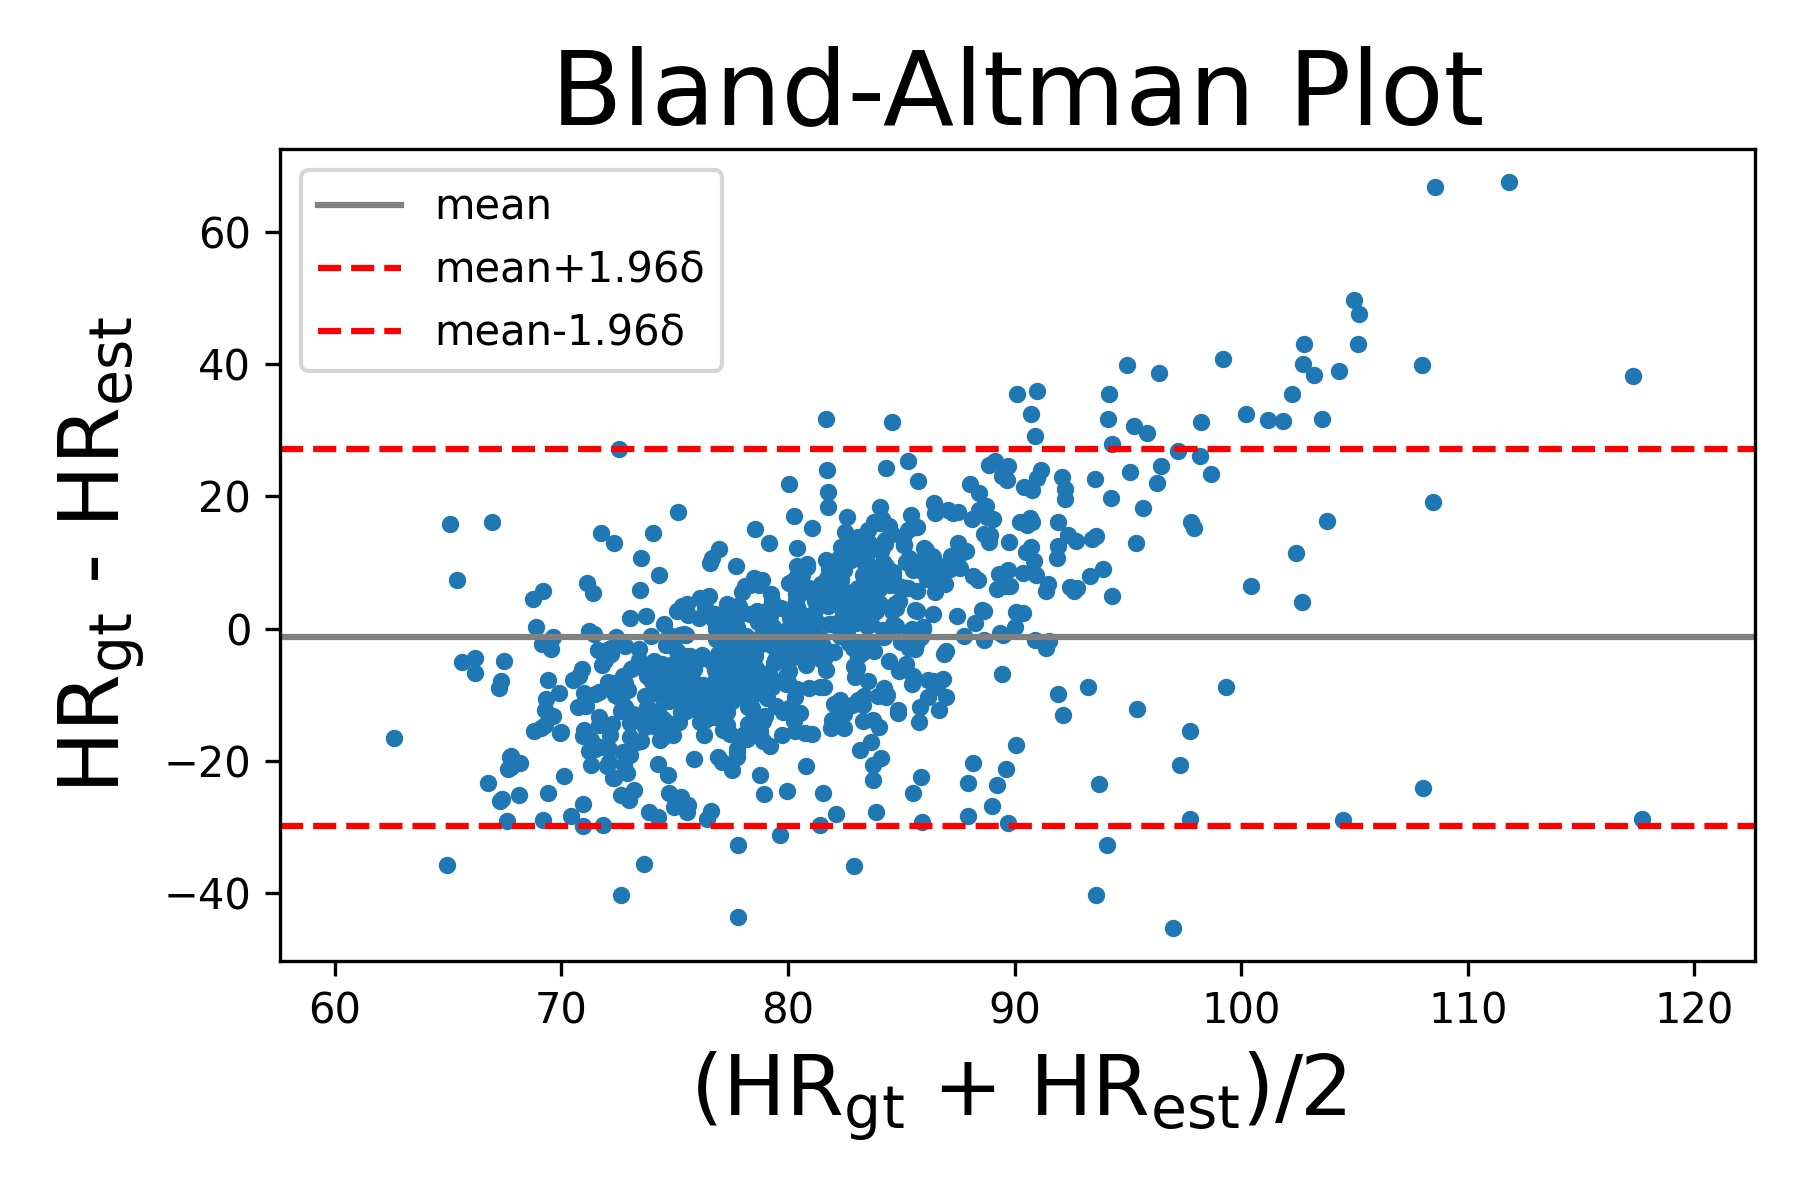 Bland-Altman Plot
mean
mean+1.96δ
mean-1.96δ
HRgt - HRest
60
40
20
0
−20
−40
60 70 80 90 100 110 120
(HRgt + HRest)/2